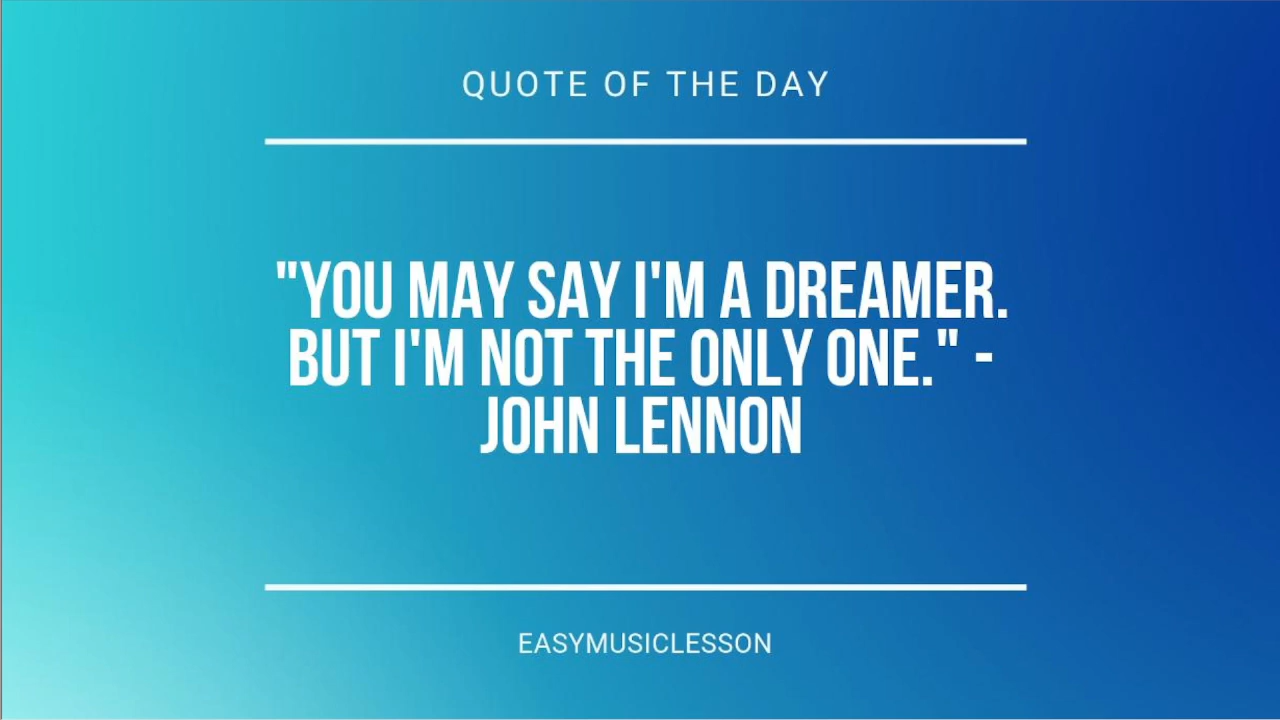 QUOTE OF THE DAY
"YOU MAY SAY I'M A DREAMER.
BUT I'M NOT THE ONLY ONE." -
JOHN LENNON
EASYMUSICLESSON